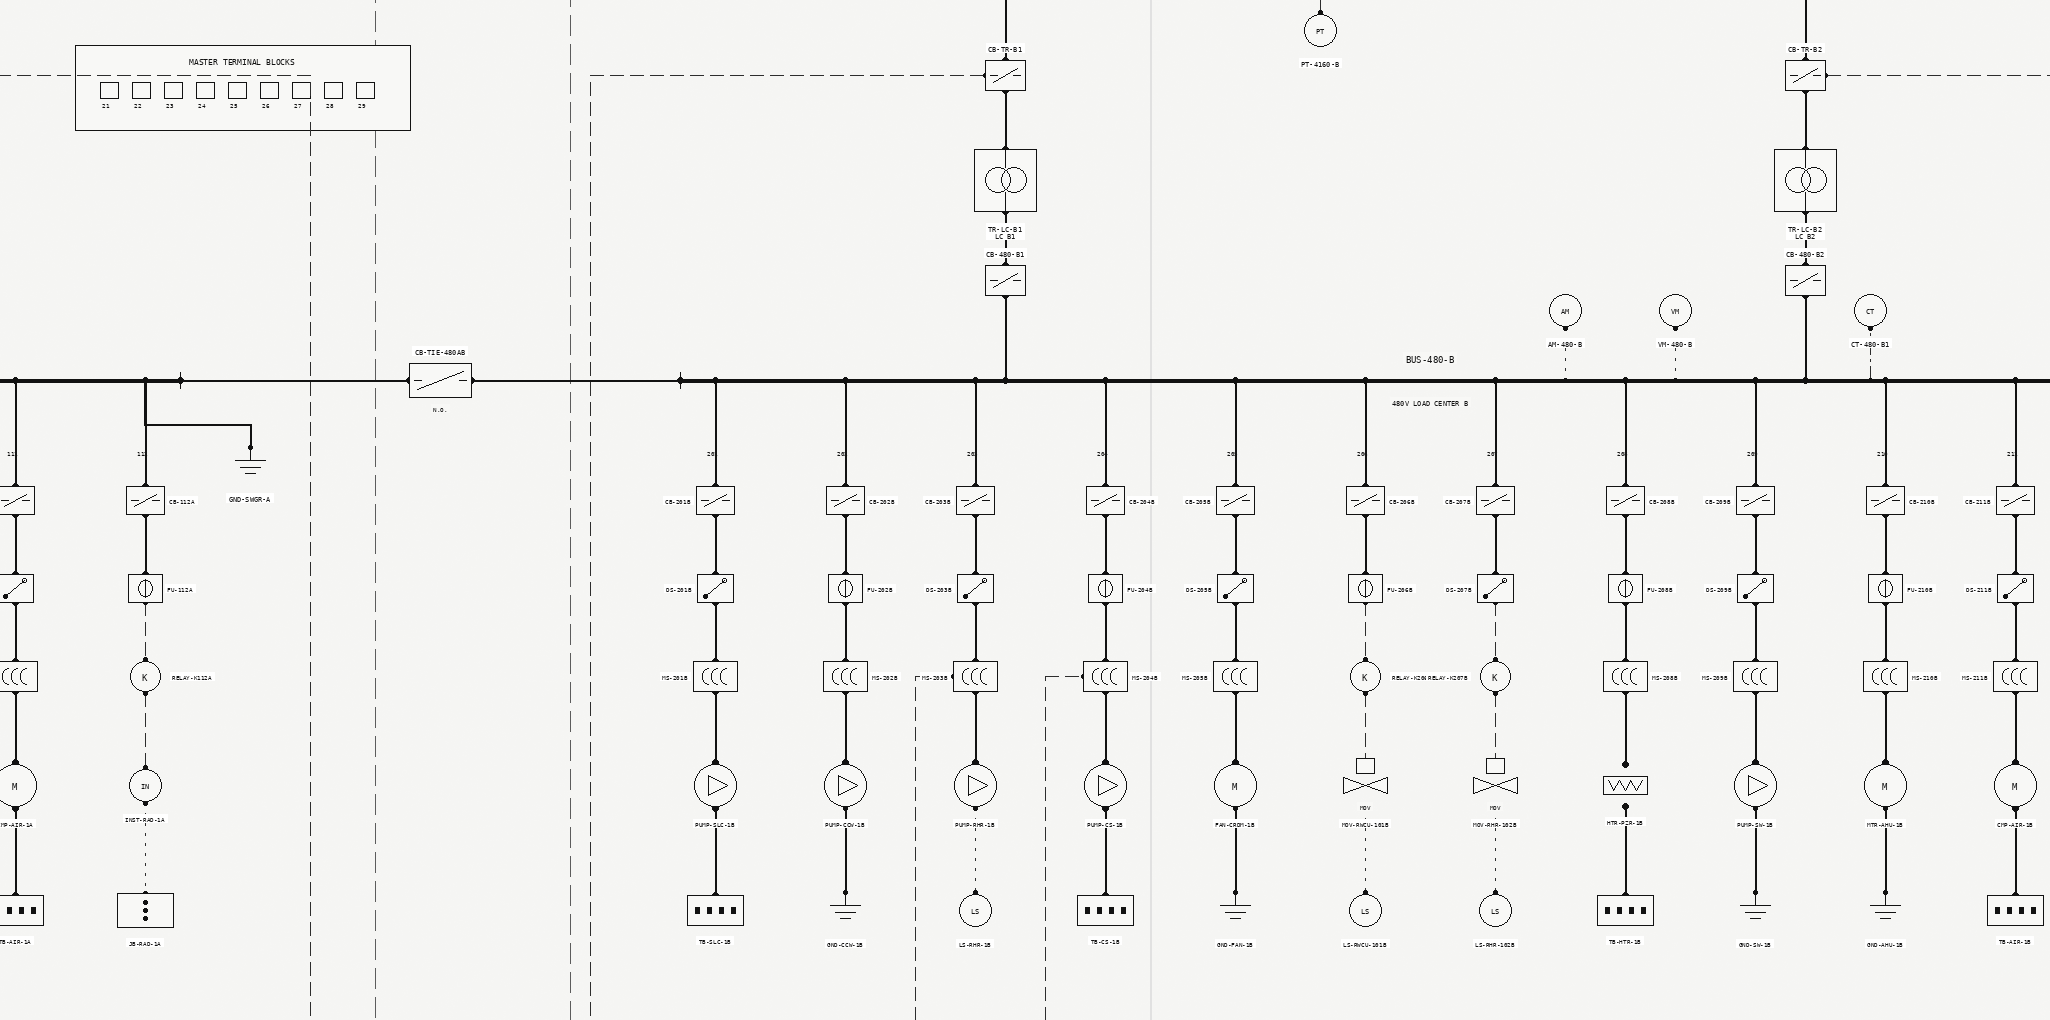 CB-TR-B1
CB-TR-B2
PT
PT-4160-B
MASTER TERMINAL BLOCKS
21 22 23 24 25 26 27 28 29
TR-LC-B1
LC B1
CB-480-B1
TR-LC-B2
LC B2
CB-480-B2
AM
VM
CT
AM-480-B
VM-480-B
CT-480-B1
CB-TIE-480AB
N.O.
BUS-480-B
480V LOAD CENTER B
CB-112A
GND-SWGR-A
CB-201B
CB-202B
CB-203B
CB-204B
CB-205B
CB-206B
CB-207B
CB-208B
CB-209B
CB-210B
CB-211B
FU-112A
DS-201B
FU-202B
DS-203B
FU-204B
DS-205B
FU-206B
DS-207B
FU-208B
DS-209B
FU-210B
DS-211B
K
RELAY-K112A
MS-201B
MS-202B
MS-203B
MS-204B
MS-205B
K
RELAY-K207B
K
MS-208B
MS-209B
MS-210B
MS-211B
M
IN
M
M
M
INST-RAD-1A
PUMP-SLC-1B
PUMP-CCW-1B
PUMP-RHR-1B
PUMP-CS-1B
FAN-CRDM-1B
MOV
MOV-RWCU-101B
MOV
MOV-RHR-102B
HTR-PZR-1B
PUMP-SW-1B
MTR-AHU-1B
CMP-AIR-1B
LS
LS
LS
TB-AIR-1A
JB-RAD-1A
TB-SLC-1B
GND-CCW-1B
LS-RHR-1B
TB-CS-1B
GND-FAN-1B
LS-RWCU-101B
LS-RHR-102B
TB-HTR-1B
GND-SW-1B
GND-AHU-1B
TB-AIR-1B